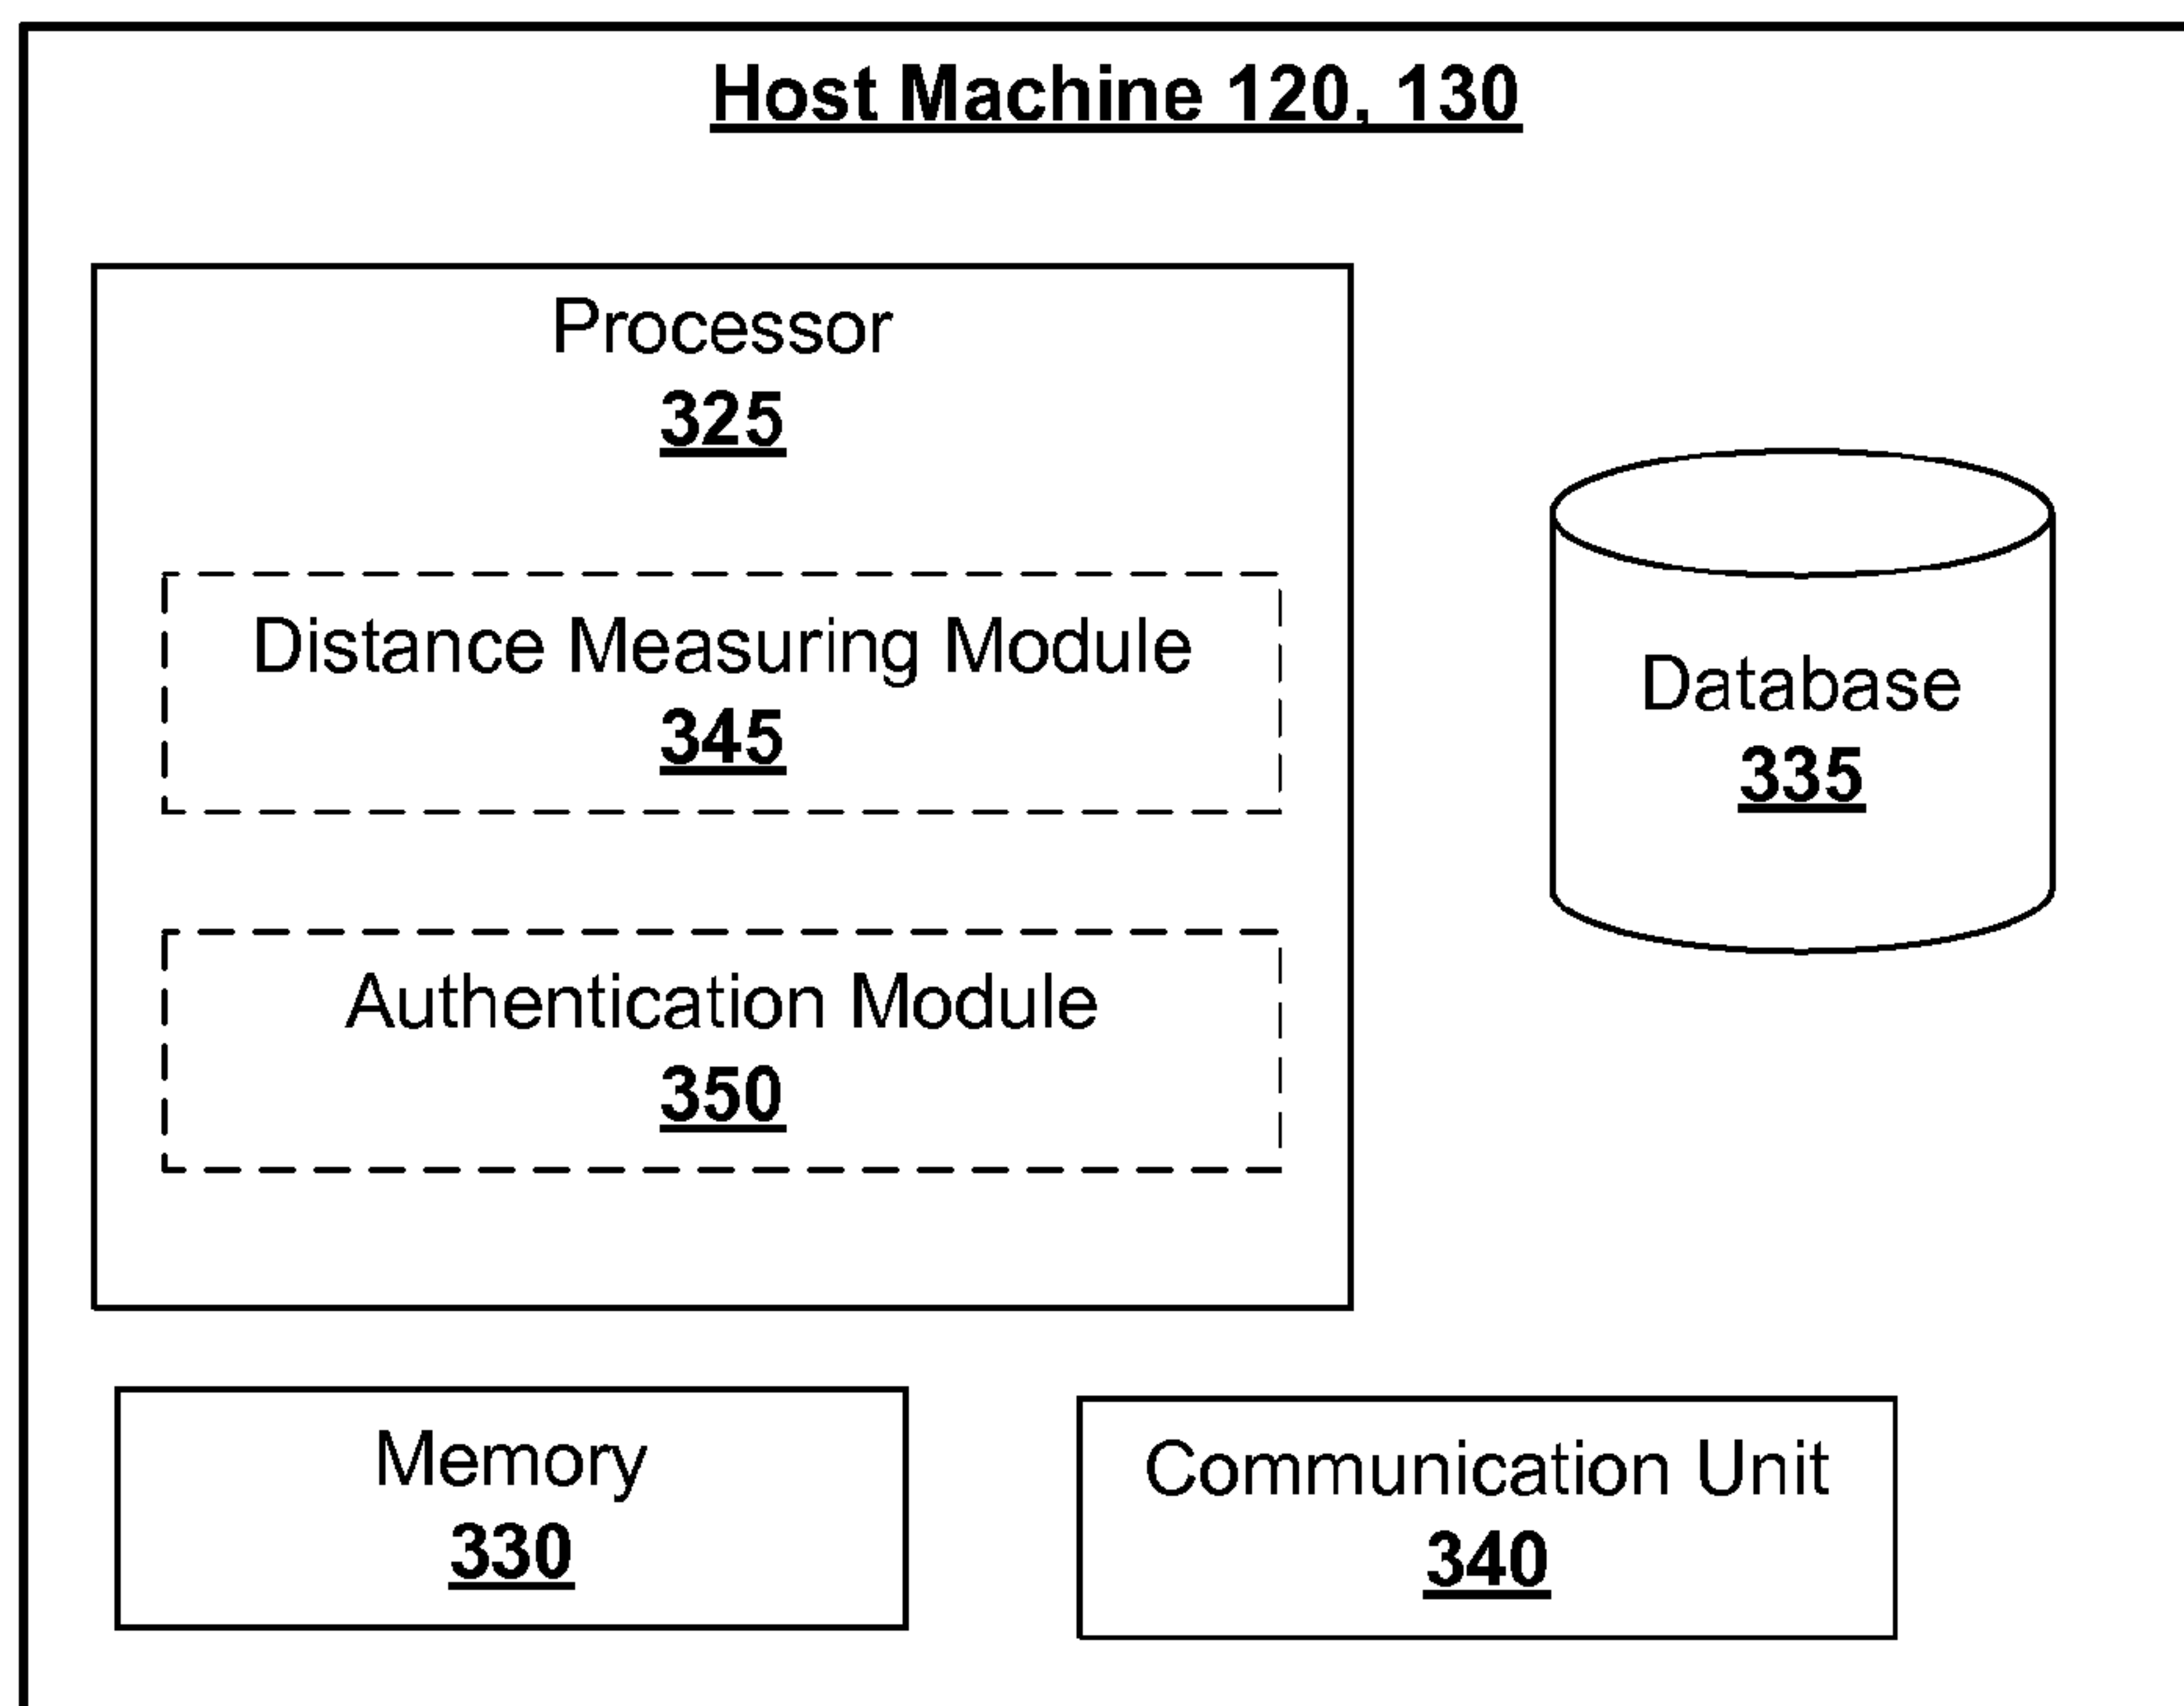 Host Machine 120, 130
Processor
325
Distance Measuring Module
345
Authentication Module
350
Database
335
Memory
330
Communication Unit
340